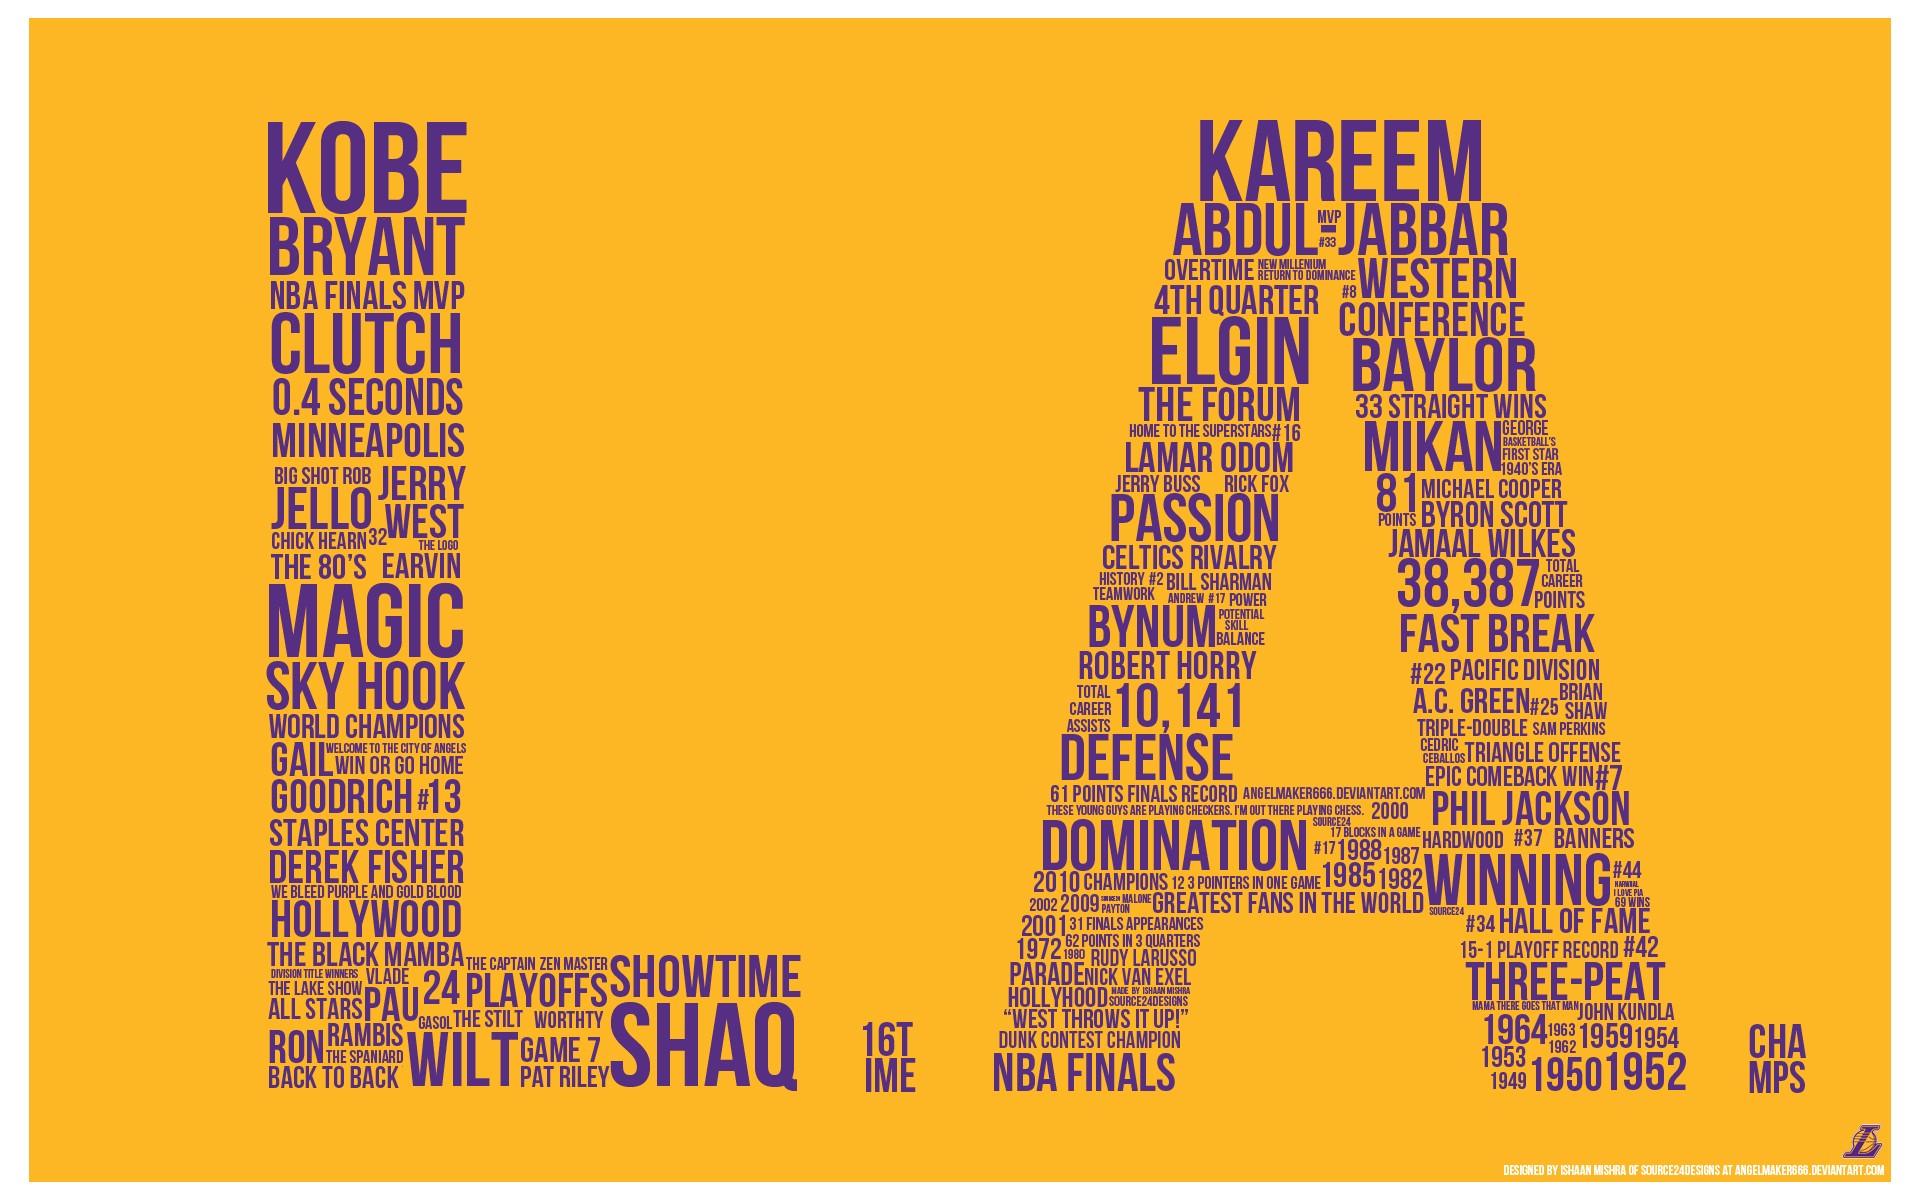 KOBE
BRYANT
NBA FINALS MVP
CLUTCH
0.4 SECONDS
MINNEAPOLIS
BIG SHOT ROB
JERRY
JELLO
WEST
CHICK HEARN 32
THE LOGO
THE 80'S EARVIN
MAGIC
SKY HOOK
WORLD CHAMPIONS
GAIL
WELCOME TO THE CITY OF ANGELS
WIN OR GO HOME
GOODRICH #13
STAPLES CENTER
DEREK FISHER
WE BLEED PURPLE AND GOLD BLOOD
HOLLYWOOD
THE BLACK MAMBA
DIVISION TITLE WINNERS
THE LAKE SHOW
VLADE
ALL STARS
PAU
GASOL
24
THE CAPTAIN ZEN MASTER
PLAYOFFS
THE STILT WORTHTY
RON
RAMBIS
THE SPANIARD
BACK TO BACK
WILT
GAME 7
PAT RILEY
SHOWTIME
SHAQ
16T
IME
KAREEM
ABDUL-JABBAR
MVP
#33
OVERTIME
NEW MILLENIUM
RETURN TO DOMINANCE
WESTERN
4TH QUARTER
#8
CONFERENCE
ELGIN
BAYLOR
THE FORUM
33 STRAIGHT WINS
HOME TO THE SUPERSTARS #16
MIKAN
GEORGE
BASKETBALL'S
FIRST STAR
1940'S ERA
LAMAR ODOM
JERRY BUSS RICK FOX
81
POINTS
MICHAEL COOPER
PASSION
BYRON SCOTT
CELTICS RIVALRY
JAMAAL WILKES
HISTORY #2 BILL SHARMAN
TEAMWORK
ANDREW #17 POWER
38,387
TOTAL
CAREER
POINTS
BYNUM
POTENTIAL
SKILL
BALANCE
FAST BREAK
ROBERT HORRY
#22 PACIFIC DIVISION
TOTAL
CAREER
ASSISTS
10,141
A.C. GREEN #25
BRIAN
SHAW
TRIPLE-DOUBLE SAM PERKINS
DEFENSE
CEDRIC
CEBALLOS
TRIANGLE OFFENSE
EPIC COMEBACK WIN #7
61 POINTS FINALS RECORD ANGELMAKER666.DEVIANTART.COM
THESE YOUNG GUYS ARE PLAYING CHECKERS. I'M OUT THERE PLAYING CHESS. 2000
PHIL JACKSON
DOMINATION
SOURCE24
17 BLOCKS IN A GAME
HARDWOOD #37 BANNERS
#17 1988 1987
WINNING
#44
2010 CHAMPIONS 12 3 POINTERS IN ONE GAME 1985 1982
NARWHAL
I LOVE PIA
69 WINS
2002 2009
MALONE
PAYTON
GREATEST FANS IN THE WORLD
SOURCE24
#34 HALL OF FAME
2001 31 FINALS APPEARANCES
1972
62 POINTS IN 3 QUARTERS
1980 RUDY LARUSSO
15-1 PLAYOFF RECORD #42
PARADE NICK VAN EXEL
THREE-PEAT
HOLLYHOOD
MADE BY ISHAAN MISHRA
SOURCE24DESIGNS
MAMA THERE GOES THAT MAN JOHN KUNDLA
"WEST THROWS IT UP!"
1964 1963
1962
1959 1954
DUNK CONTEST CHAMPION
1953
NBA FINALS
1949 1950 1952
CHA
MPS
L
DESIGNED BY ISHAAN MISHRA OF SOURCE24DESIGNS AT ANGELMAKER666.DEVIANTART.COM